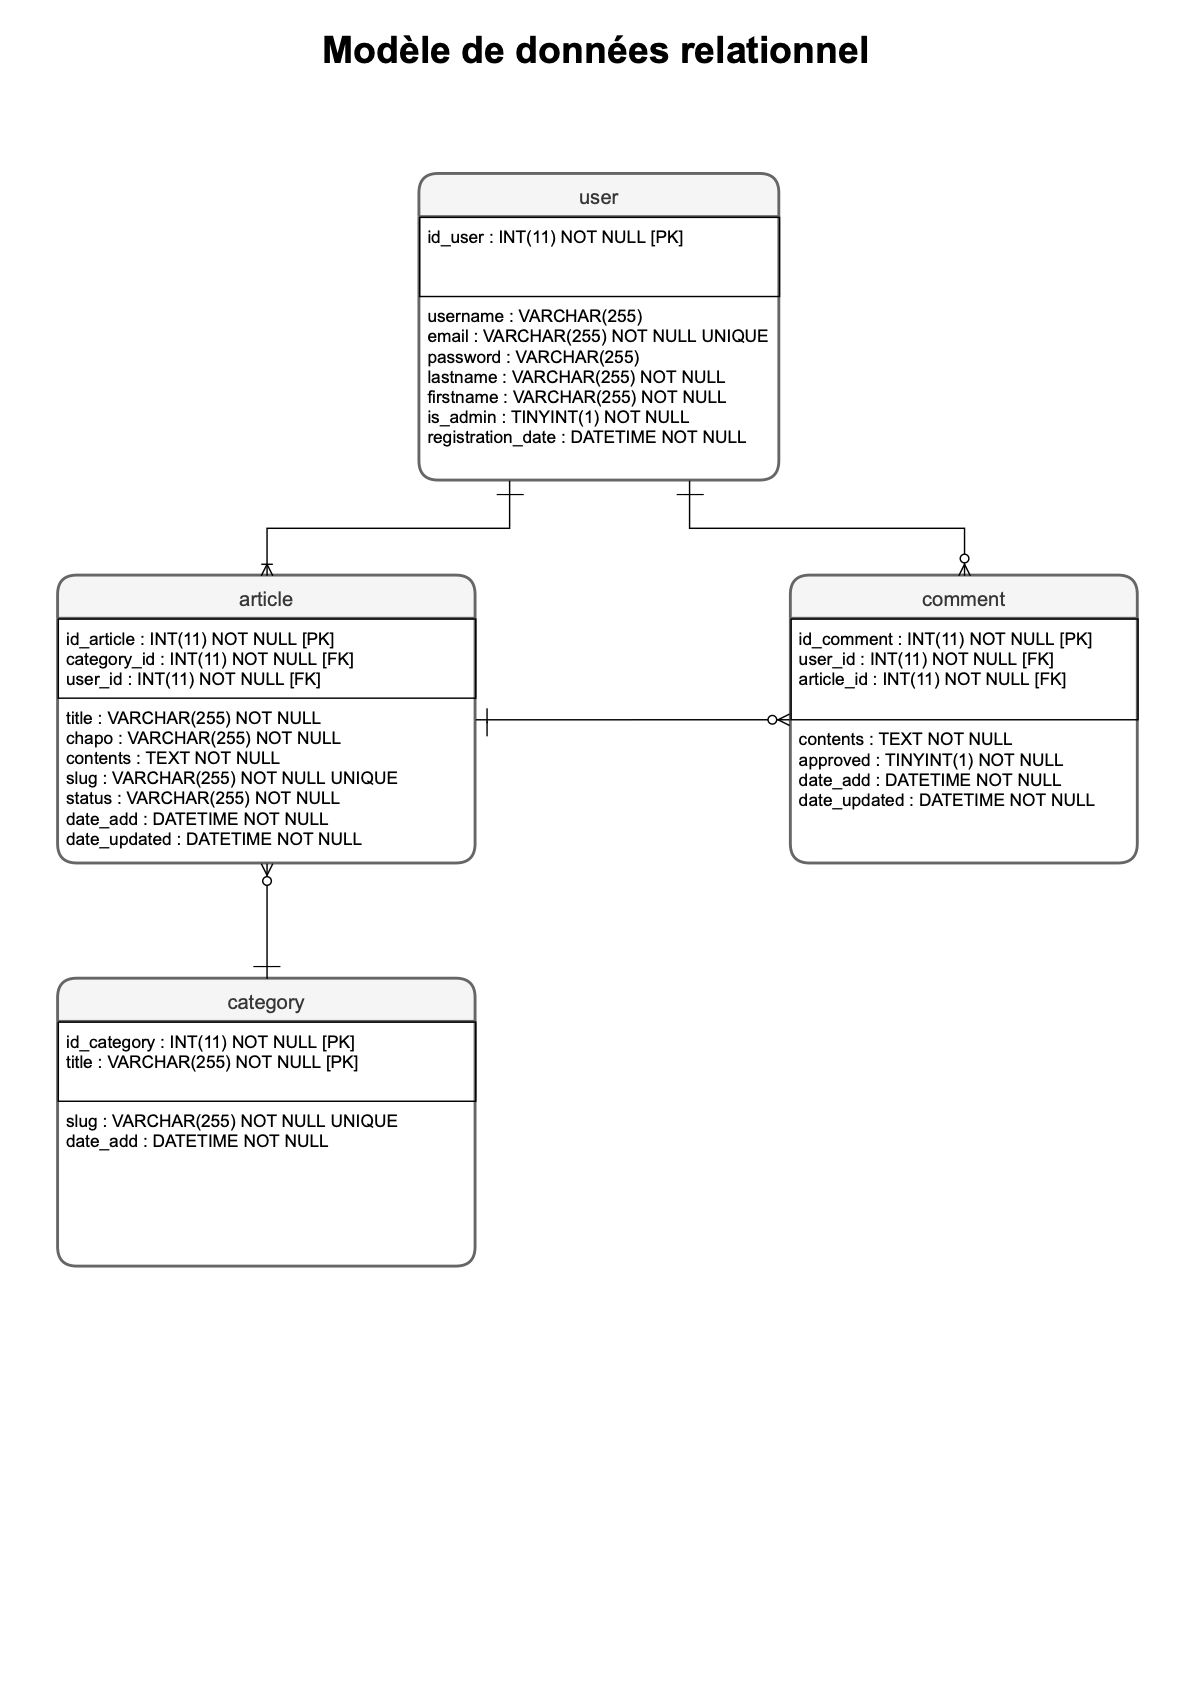 Modèle de données relationnel
user
id_user : INT(11) NOT NULL [PK]
username : VARCHAR(255)
email : VARCHAR(255) NOT NULL UNIQUE
password : VARCHAR(255)
lastname : VARCHAR(255) NOT NULL
firstname : VARCHAR(255) NOT NULL
is_admin : TINYINT(1) NOT NULL
registration_date : DATETIME NOT NULL
article
id_article : INT(11) NOT NULL [PK]
category_id : INT(11) NOT NULL [FK]
user_id : INT(11) NOT NULL [FK]
title : VARCHAR(255) NOT NULL
chapo : VARCHAR(255) NOT NULL
contents : TEXT NOT NULL
slug : VARCHAR(255) NOT NULL UNIQUE
status : VARCHAR(255) NOT NULL
date_add : DATETIME NOT NULL
date_updated : DATETIME NOT NULL
comment
id_comment : INT(11) NOT NULL [PK]
user_id : INT(11) NOT NULL [FK]
article_id : INT(11) NOT NULL [FK]
contents : TEXT NOT NULL
approved : TINYINT(1) NOT NULL
date_add : DATETIME NOT NULL
date_updated : DATETIME NOT NULL
category
id_category : INT(11) NOT NULL [PK]
title : VARCHAR(255) NOT NULL [PK]
slug : VARCHAR(255) NOT NULL UNIQUE
date_add : DATETIME NOT NULL